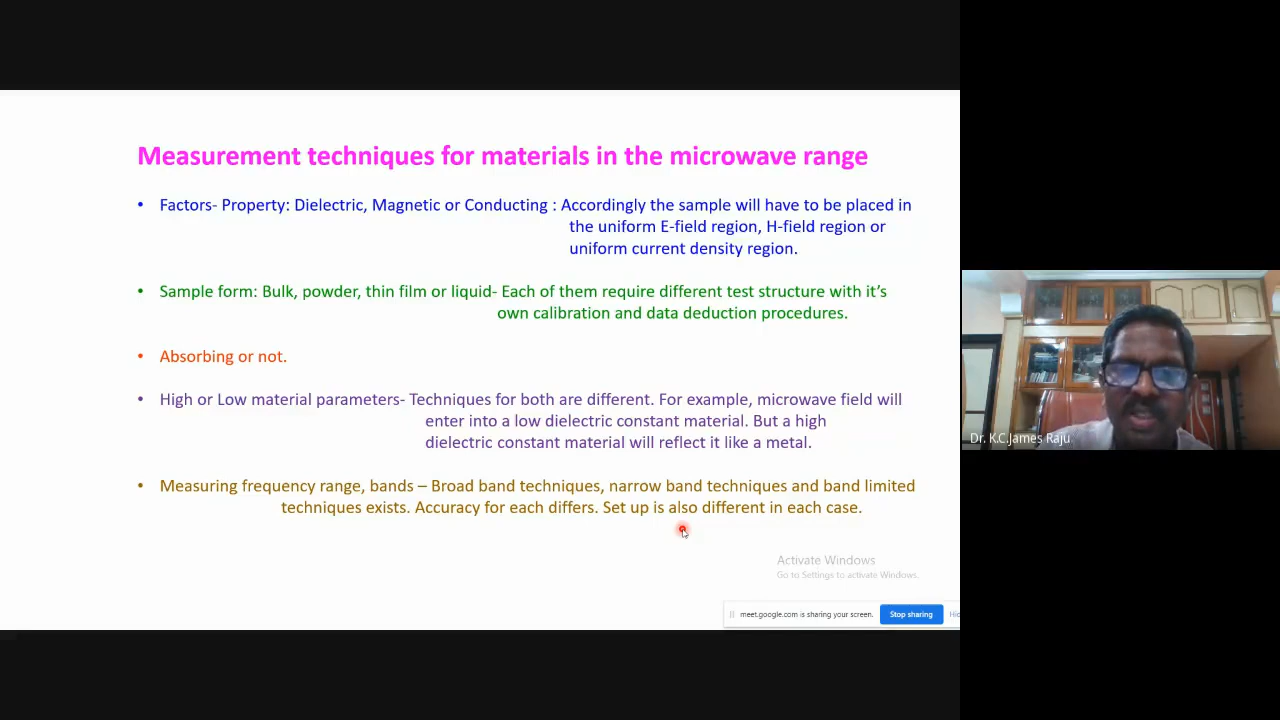 Measurement techniques for materials in the microwave range
• Factors- Property: Dielectric, Magnetic or Conducting : Accordingly the sample will have to be placed in
the uniform E-field region, H-field region or
uniform current density region.
• Sample form: Bulk, powder, thin film or liquid- Each of them require different test structure with it’s
own calibration and data deduction procedures.
• Absorbing or not.
• High or Low material parameters- Techniques for both are different. For example, microwave field will
enter into a low dielectric constant material. But a high
dielectric constant material will reflect it like a metal.
• Measuring frequency range, bands – Broad band techniques, narrow band techniques and band limited
techniques exists. Accuracy for each differs. Set up is also different in each case.
Activate Windows
Go to Settings to activate Windows.
meet.google.com is sharing your screen.
Stop sharing
Dr. K.C.James Raju